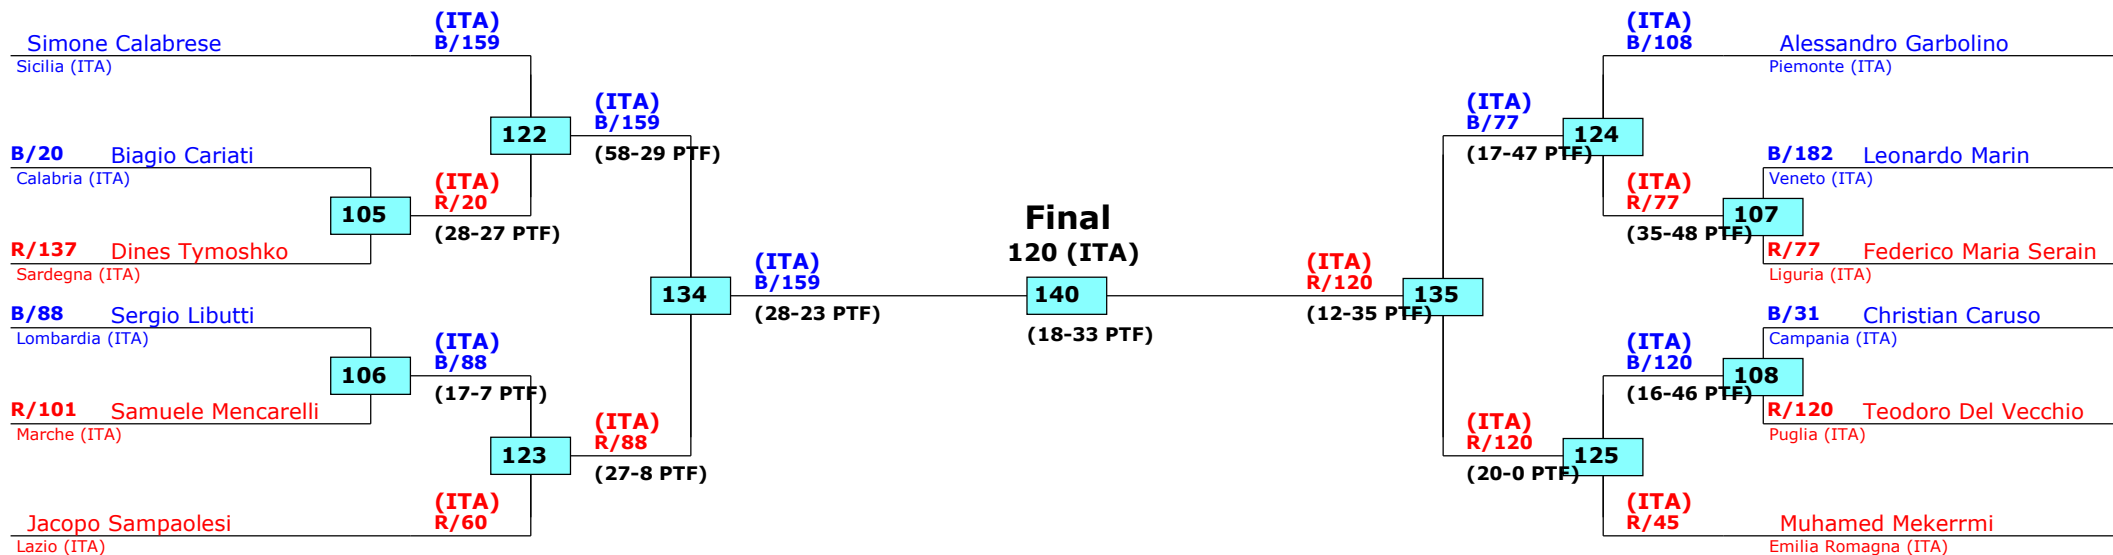 (ITA)
B/159
Simone Calabrese
Sicilia (ITA)
122
(ITA)
B/159
(58-29 PTF)
B/20 Biagio Cariati
Calabria (ITA)
105
(ITA)
R/20
(28-27 PTF)
R/137 Dines Tymoshko
Sardegna (ITA)
134
(ITA)
B/159
(28-23 PTF)
B/88 Sergio Libutti
Lombardia (ITA)
106
(ITA)
B/88
(17-7 PTF)
R/101 Samuele Mencarelli
Marche (ITA)
123
(ITA)
R/88
(27-8 PTF)
(ITA)
R/60
Jacopo Sampaolesi
Lazio (ITA)
Final
120 (ITA)
140
(18-33 PTF)
(ITA)
B/108
Alessandro Garbolino
Piemonte (ITA)
(ITA)
B/77
(17-47 PTF)
124
B/182 Leonardo Marin
Veneto (ITA)
(ITA)
R/77
(35-48 PTF)
107
R/77 Federico Maria Serain
Liguria (ITA)
(ITA)
R/120
(12-35 PTF)
135
B/31 Christian Caruso
Campania (ITA)
(ITA)
B/120
(16-46 PTF)
108
R/120 Teodoro Del Vecchio
Puglia (ITA)
(ITA)
R/120
(20-0 PTF)
125
(ITA)
R/45
Muhamed Mekerrmi
Emilia Romagna (ITA)